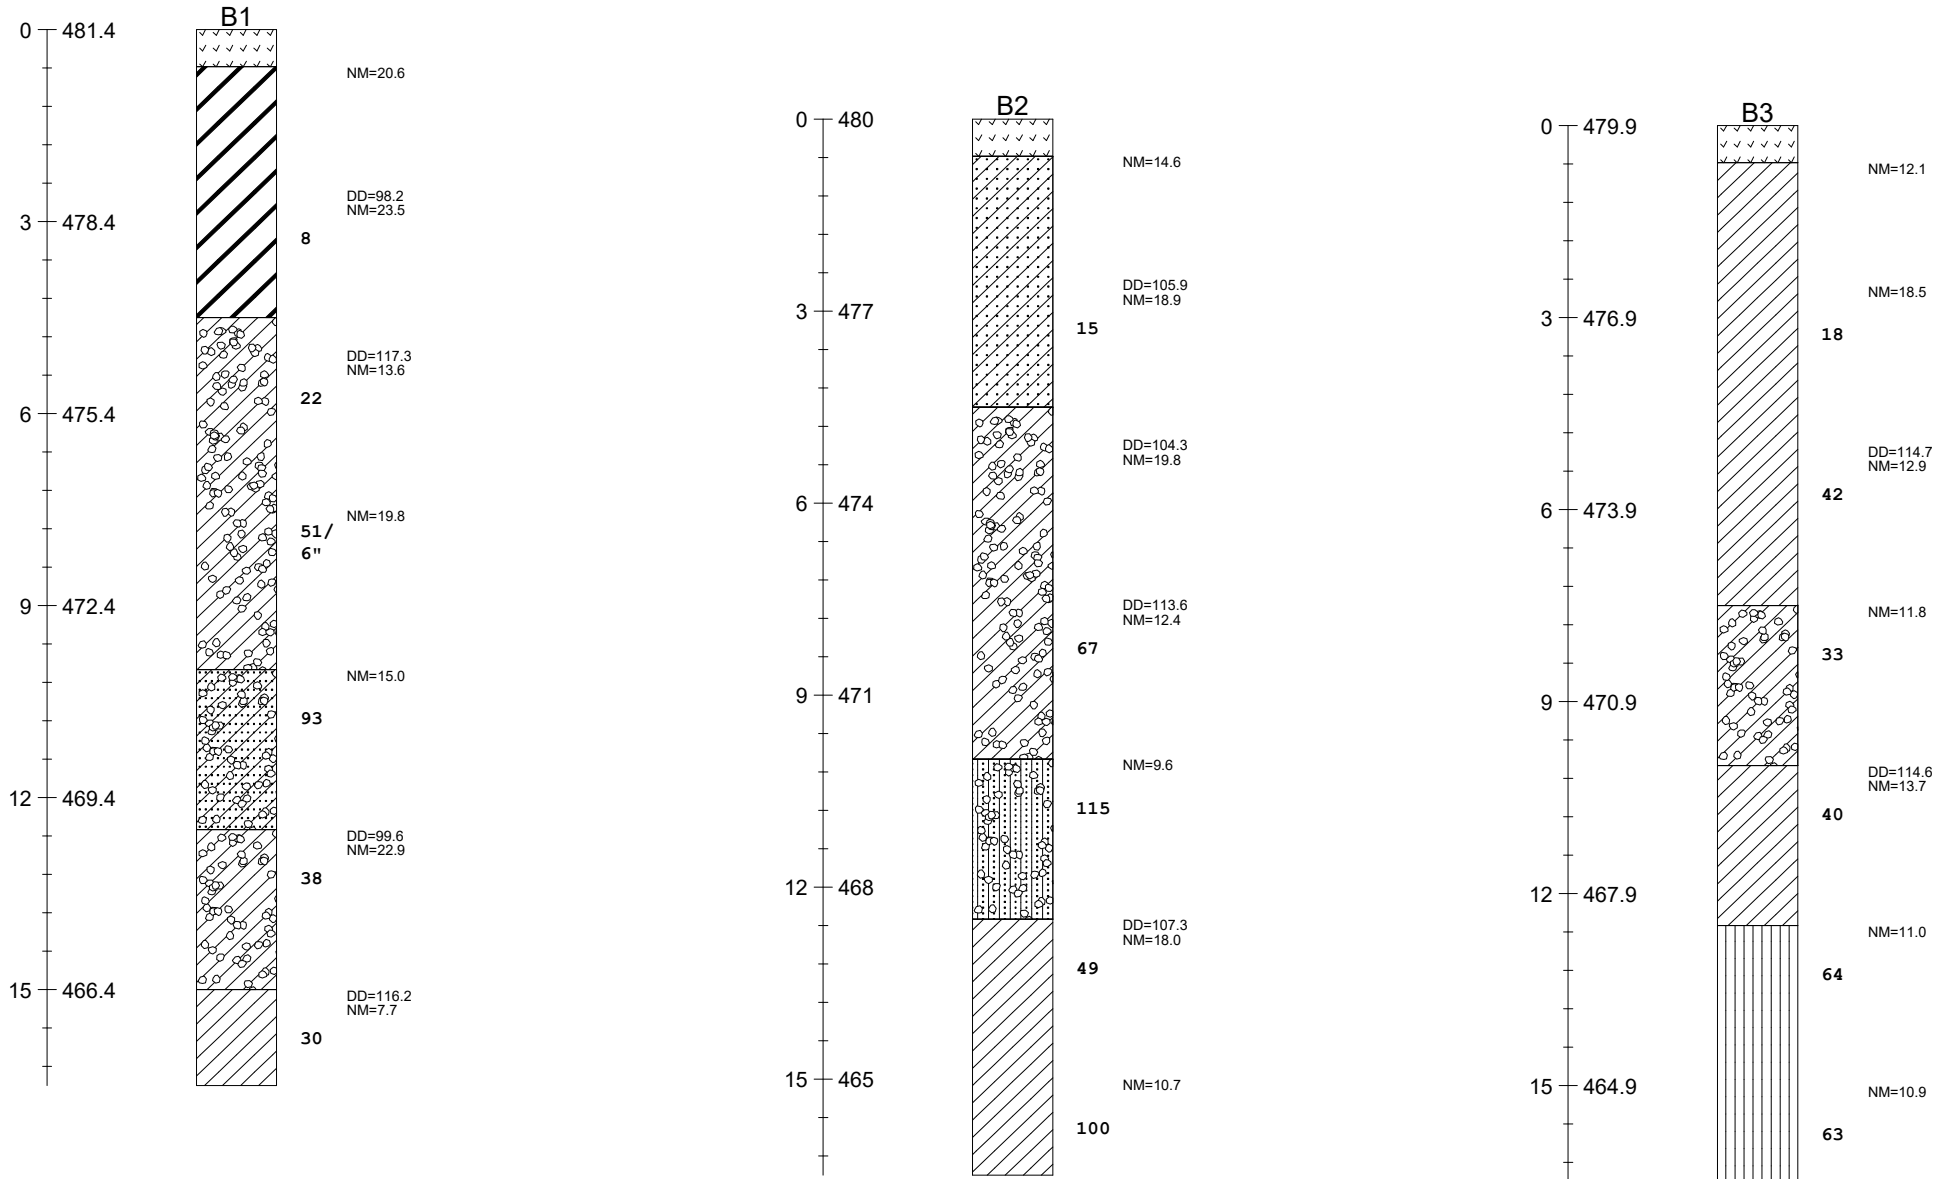 B1
0 481.4
NM=20.6
DD=98.2
NM=23.5
3 478.4
8
DD=117.3
NM=13.6
22
6 475.4
NM=19.8
51/
6"
9 472.4
NM=15.0
93
12 469.4
DD=99.6
NM=22.9
38
15 466.4
DD=116.2
NM=7.7
30
B2
0 480
NM=14.6
DD=105.9
NM=18.9
3 477
15
DD=104.3
NM=19.8
6 474
DD=113.6
NM=12.4
67
9 471
NM=9.6
115
12 468
DD=107.3
NM=18.0
49
15 465
NM=10.7
100
B3
0 479.9
NM=12.1
NM=18.5
3 476.9
18
DD=114.7
NM=12.9
42
6 473.9
NM=11.8
33
9 470.9
DD=114.6
NM=13.7
40
12 467.9
NM=11.0
64
15 464.9
NM=10.9
63